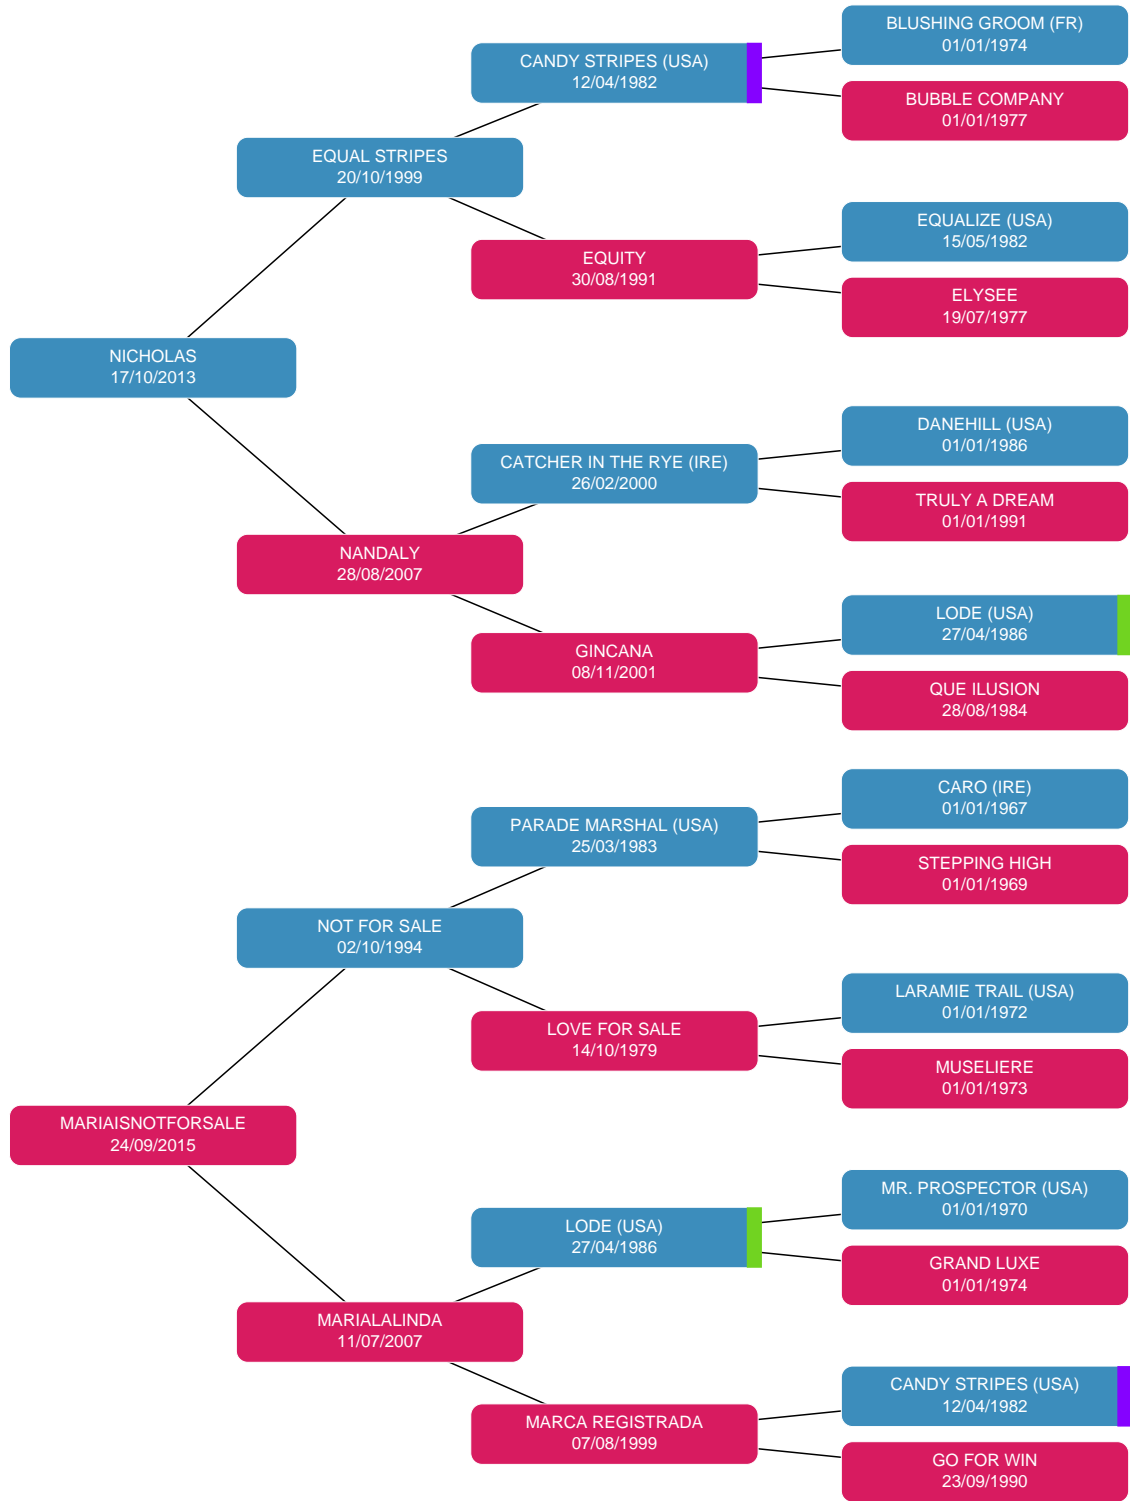 BLUSHING GROOM (FR)
01/01/1974
CANDY STRIPES (USA)
12/04/1982
BUBBLE COMPANY
01/01/1977
EQUAL STRIPES
20/10/1999
EQUALIZE (USA)
15/05/1982
EQUITY
30/08/1991
ELYSEE
19/07/1977
NICHOLAS
17/10/2013
DANEHILL (USA)
01/01/1986
CATCHER IN THE RYE (IRE)
26/02/2000
TRULY A DREAM
01/01/1991
NANDALY
28/08/2007
LODE (USA)
27/04/1986
GINCANA
08/11/2001
QUE ILUSION
28/08/1984
CARO (IRE)
01/01/1967
PARADE MARSHAL (USA)
25/03/1983
STEPPING HIGH
01/01/1969
NOT FOR SALE
02/10/1994
LARAMIE TRAIL (USA)
01/01/1972
LOVE FOR SALE
14/10/1979
MUSELIERE
01/01/1973
MARIAISNOTFORSALE
24/09/2015
MR. PROSPECTOR (USA)
01/01/1970
LODE (USA)
27/04/1986
GRAND LUXE
01/01/1974
MARIALALINDA
11/07/2007
CANDY STRIPES (USA)
12/04/1982
MARCA REGISTRADA
07/08/1999
GO FOR WIN
23/09/1990